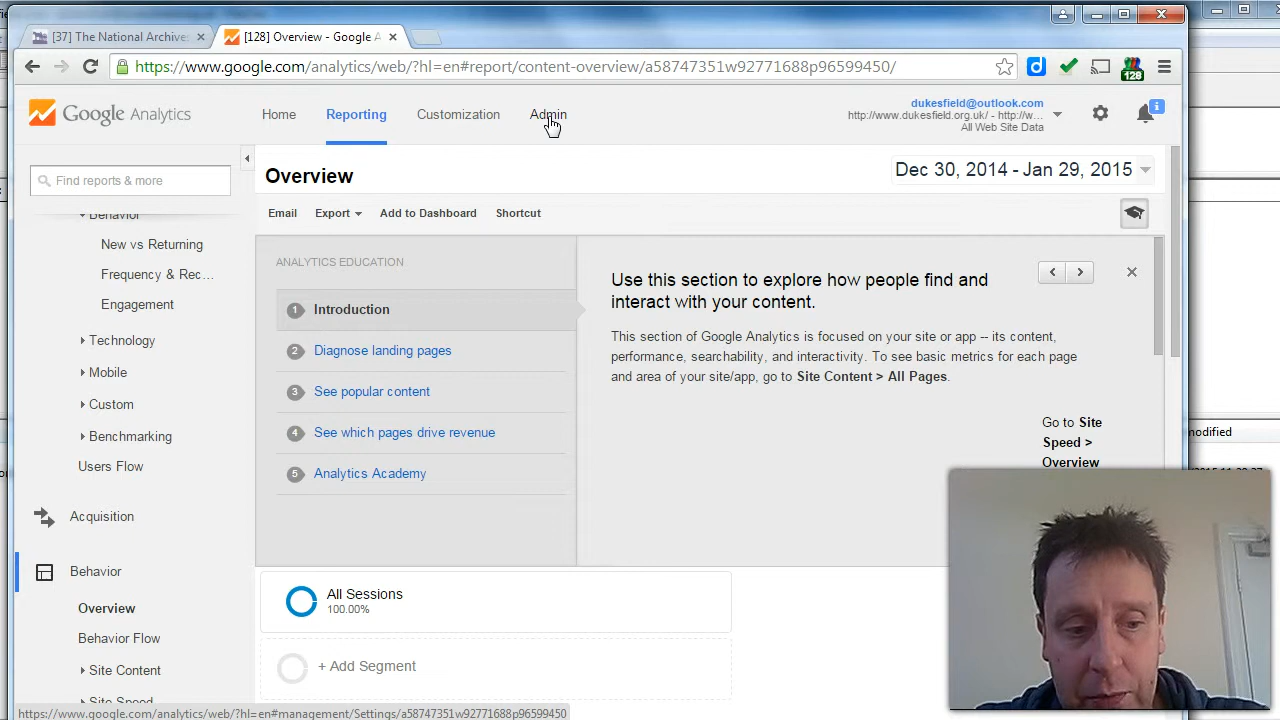 [37] The National Archives
[128] Overview - Google A
https://www.google.com/analytics/web/?hl=en#report/content-overview/a58747351w92771688p96599450/
128
Google Analytics
Home
Reporting
Customization
Admin
dukesfield@outlook.com
http://www.dukesfield.org.uk/ - http://w...
All Web Site Data
Find reports & more
Overview
Dec 30, 2014 - Jan 29, 2015
Email
Export
Add to Dashboard
Shortcut
Behavior
New vs Returning
Frequency & Rec...
Engagement
Technology
Mobile
Custom
Benchmarking
Users Flow
Acquisition
Behavior
Overview
Behavior Flow
Site Content
Site Speed
ANALYTICS EDUCATION
1 Introduction
2 Diagnose landing pages
3 See popular content
4 See which pages drive revenue
5 Analytics Academy
Use this section to explore how people find and
interact with your content.
This section of Google Analytics is focused on your site or app -- its content,
performance, searchability, and interactivity. To see basic metrics for each page
and area of your site/app, go to Site Content > All Pages.
Go to Site
Speed >
Overview
All Sessions
100.00%
+ Add Segment
modified
https://www.google.com/analytics/web/?hl=en#management/Settings/a58747351w92771688p96599450